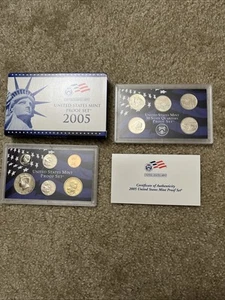 UNITED STATES MINT
PROOF SET
2005
UNITED STATES MINT
50 STATE QUARTERS
PROOF SET
UNITED STATES MINT
PROOF SET
Certificate of Authenticity
2005 United States Mint Proof Set